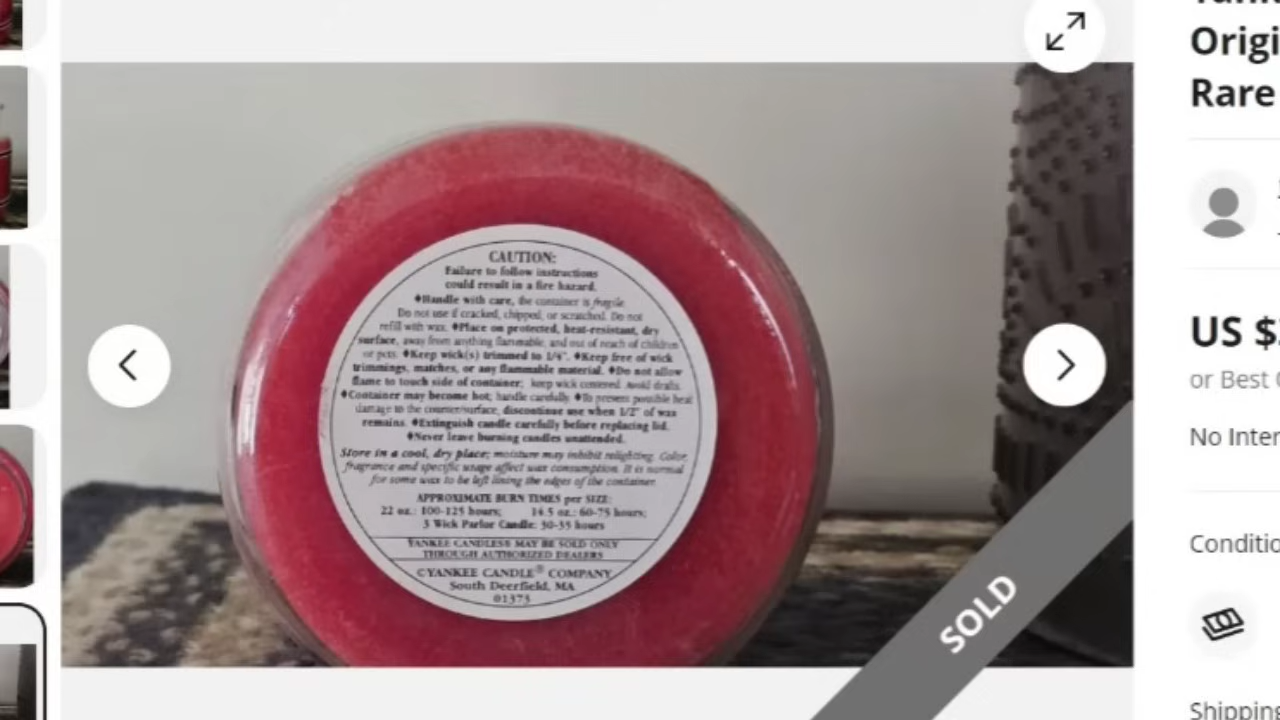 Origi
Rare
US $
or Best
No Inter
Conditio
Shipping
SOLD
CAUTION:
Failure to follow instructions
could result in a fire hazard.
♦Handle with care, the container is fragile.
Do not use if cracked, chipped, or scratched. Do not
refill with wax. ♦Place on protected, heat-resistant, dry
surface, away from anything flammable, and out of reach of children
or pets. ♦Keep wick(s) trimmed to 1/4". ♦Keep free of wick
trimmings, matches, or any flammable material. ♦Do not allow
flame to touch side of container; keep wick centered. Avoid drafts.
♦Container may become hot; handle carefully. ♦To prevent possible heat
damage to the counter/surface, discontinue use when 1/2" of wax
remains. ♦Extinguish candle carefully before replacing lid.
♦Never leave burning candles unattended.
Store in a cool, dry place; moisture may inhibit relighting. Color,
fragrance and specific usage affect wax consumption. It is normal
for some wax to be left lining the edges of the container.
APPROXIMATE BURN TIMES per SIZE:
22 oz.: 100-125 hours; 14.5 oz.: 60-75 hours;
3 Wick Parlor Candle: 30-35 hours
YANKEE CANDLES® MAY BE SOLD ONLY
THROUGH AUTHORIZED DEALERS
©YANKEE CANDLE® COMPANY
South Deerfield, MA
01373